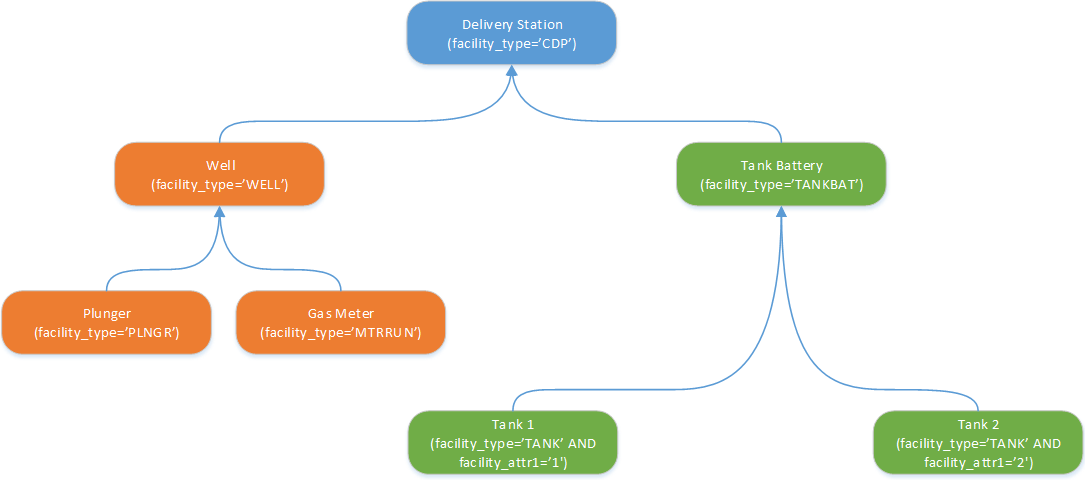 Delivery Station
(facility_type=’CDP’)
Well
(facility_type=’WELL’)
Tank Battery
(facility_type=’TANKBAT’)
Plunger
(facility_type=’PLNGR’)
Gas Meter
(facility_type=’MTRRUN’)
Tank 1
(facility_type=’TANK’ AND
facility_attr1=’1')
Tank 2
(facility_type=’TANK’ AND
facility_attr1=’2')